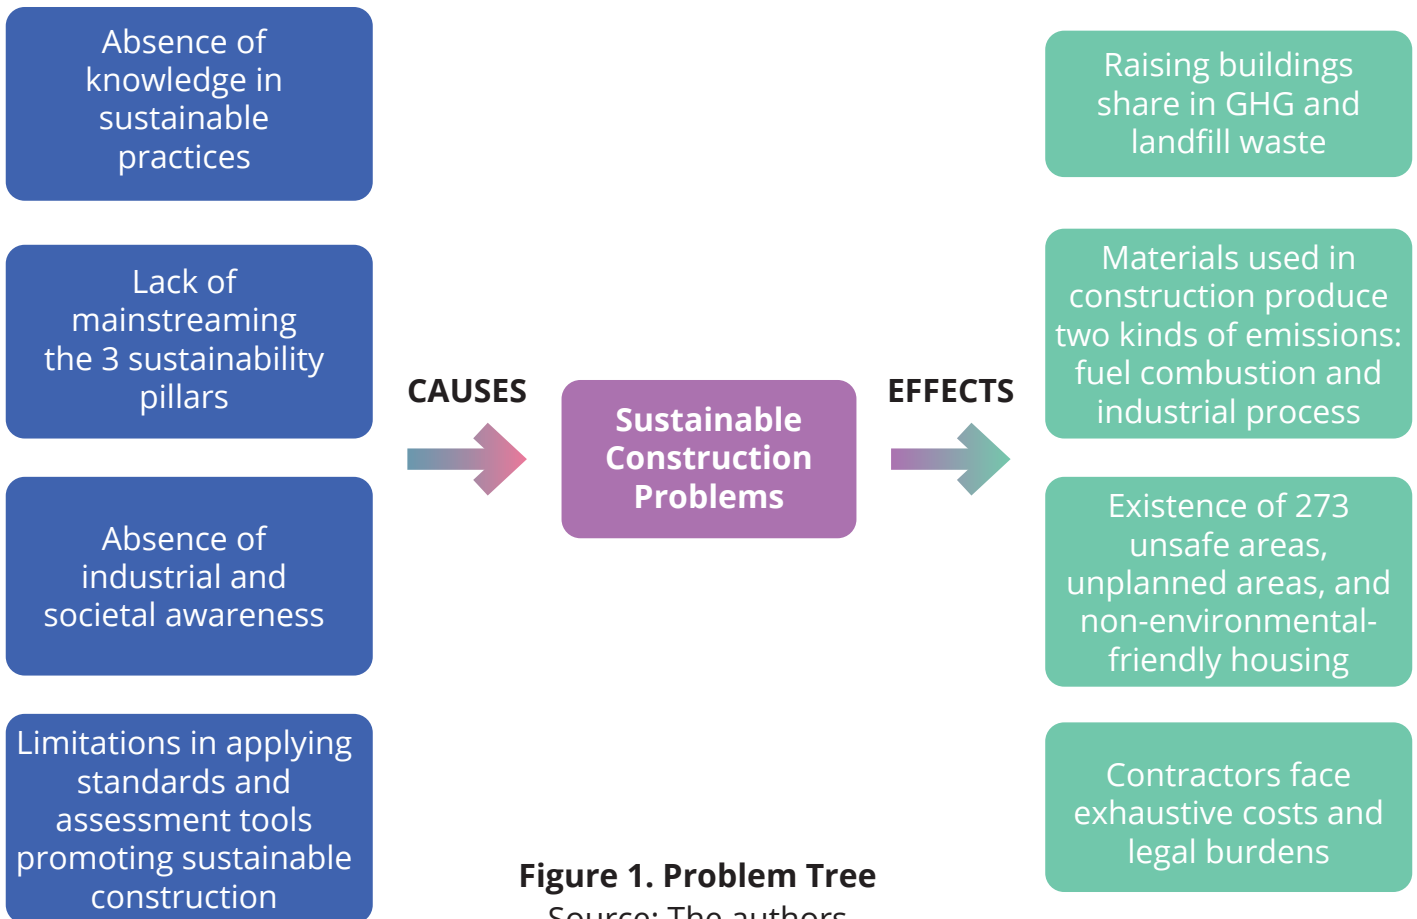 Absence of
knowledge in
sustainable
practices
Lack of
mainstreaming
the 3 sustainability
pillars
Absence of
industrial and
societal awareness
Limitations in applying
standards and
assessment tools
promoting sustainable
construction
CAUSES
Sustainable
Construction
Problems
EFFECTS
Raising buildings
share in GHG and
landfill waste
Materials used in
construction produce
two kinds of emissions:
fuel combustion and
industrial process
Existence of 273
unsafe areas,
unplanned areas, and
non-environmental-
friendly housing
Contractors face
exhaustive costs and
legal burdens
Figure 1. Problem Tree
Source: The authors